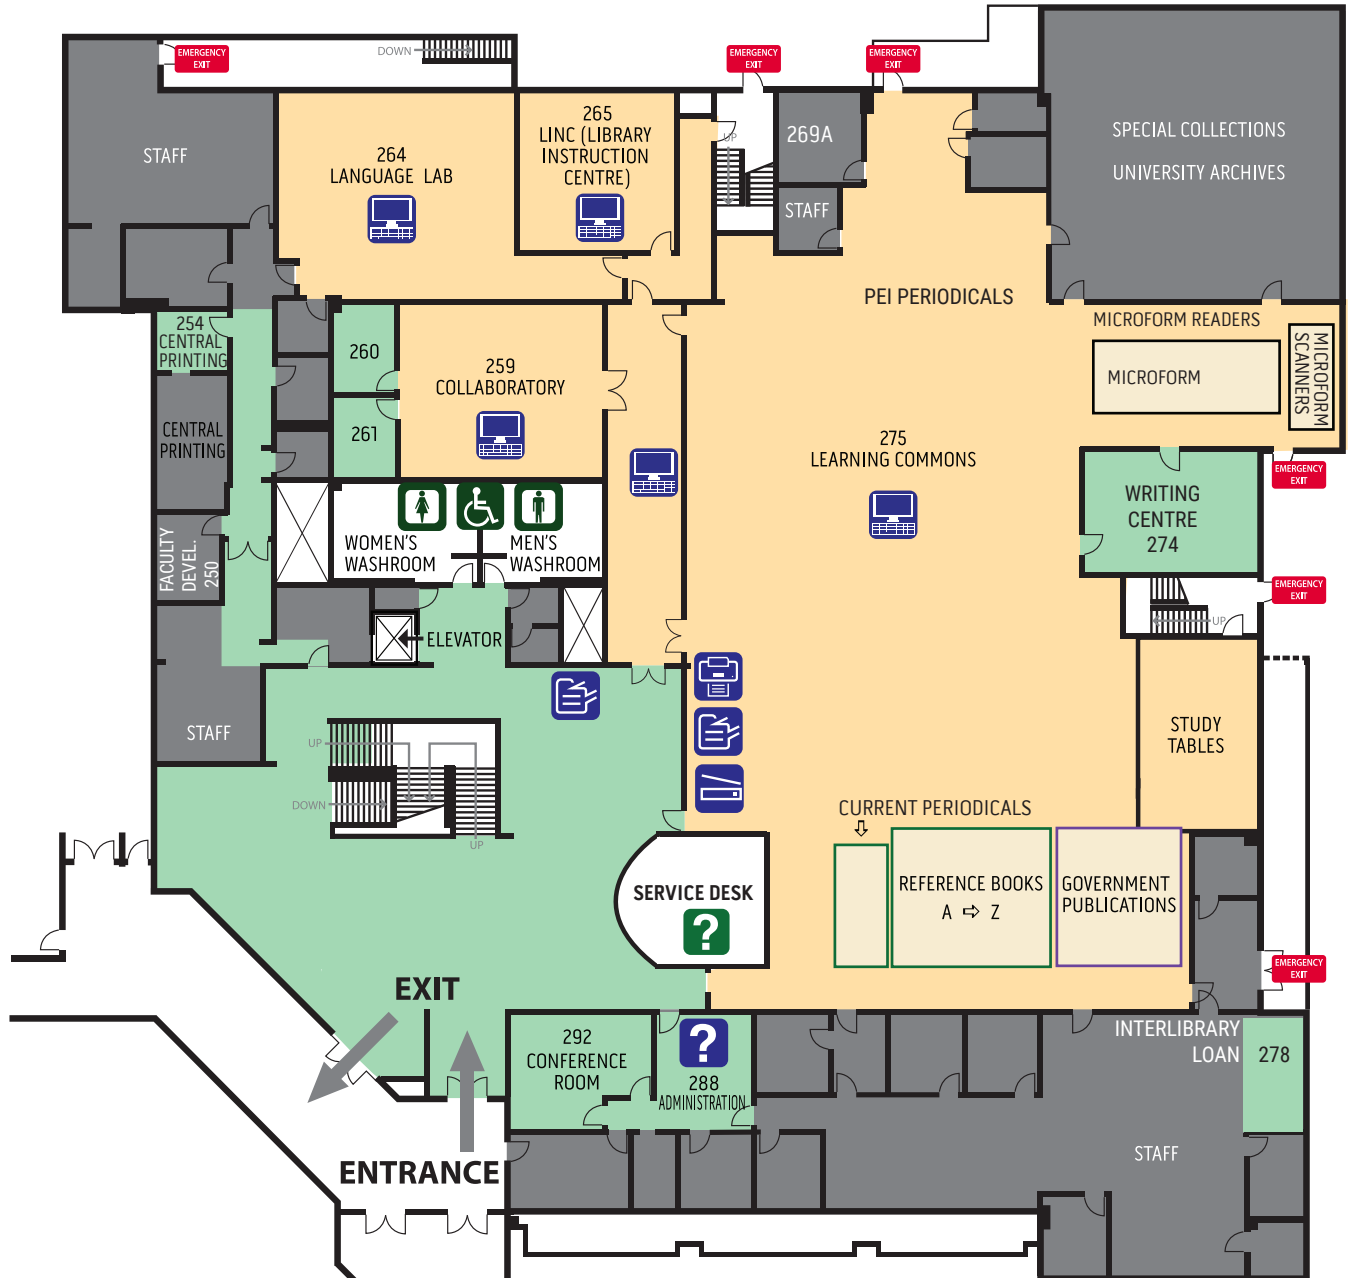 EMERGENCY
EXIT
DOWN
EMERGENCY
EXIT
EMERGENCY
EXIT
STAFF
264
LANGUAGE LAB
265
LINC (LIBRARY
INSTRUCTION
CENTRE)
UP
269A
STAFF
SPECIAL COLLECTIONS
UNIVERSITY ARCHIVES
PEI PERIODICALS
MICROFORM READERS
MICROFORM
MICROFORM
SCANNERS
254
CENTRAL
PRINTING
260
259
COLLABORATORY
261
CENTRAL
PRINTING
275
LEARNING COMMONS
EMERGENCY
EXIT
WRITING
CENTRE
274
FACULTY
DEVEL.
250
WOMEN'S
WASHROOM
MEN'S
WASHROOM
EMERGENCY
EXIT
UP
ELEVATOR
STAFF
STUDY
TABLES
UP
DOWN
UP
CURRENT PERIODICALS
SERVICE DESK
?
REFERENCE BOOKS
A ⇨ Z
GOVERNMENT
PUBLICATIONS
EMERGENCY
EXIT
EXIT
292
CONFERENCE
ROOM
?
288
ADMINISTRATION
INTERLIBRARY
LOAN
278
STAFF
ENTRANCE